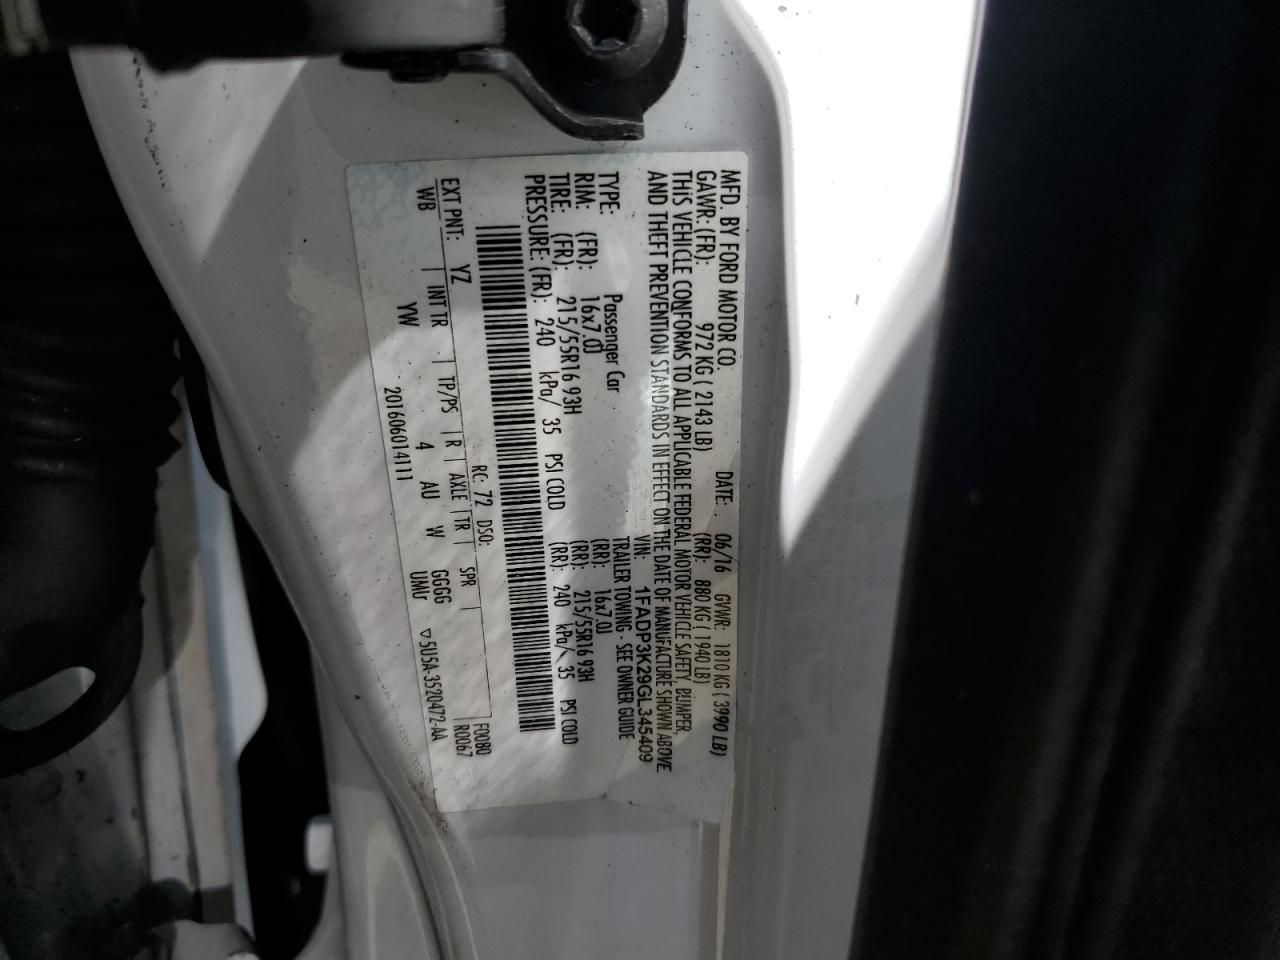 MFD. BY FORD MOTOR CO. DATE: 06/16 GVWR: 1810 KG ( 3990 LB)
GAWR: (FR): 972 KG ( 2143 LB) (RR): 880 KG ( 1940 LB)
THIS VEHICLE CONFORMS TO ALL APPLICABLE FEDERAL MOTOR VEHICLE SAFETY, BUMPER,
AND THEFT PREVENTION STANDARDS IN EFFECT ON THE DATE OF MANUFACTURE SHOWN ABOVE.
VIN: 1FADP3K29GL345409
TYPE: Passenger Car TRAILER TOWING - SEE OWNER GUIDE
RIM: (FR): 16x7.0J (RR): 16x7.0J
TIRE: (FR): 215/55R16 93H (RR): 215/55R16 93H
PRESSURE: (FR): 240 kPa/ 35 PSI COLD (RR): 240 kPa/ 35 PSI COLD
EXT PNT: YZ RC: 72 DSO: F0080
WB INT TR TP/PS R AXLE TR SPR R0067
YW 4 AU W GGGG
UMU
201606014111 5U5A-3520472-AA